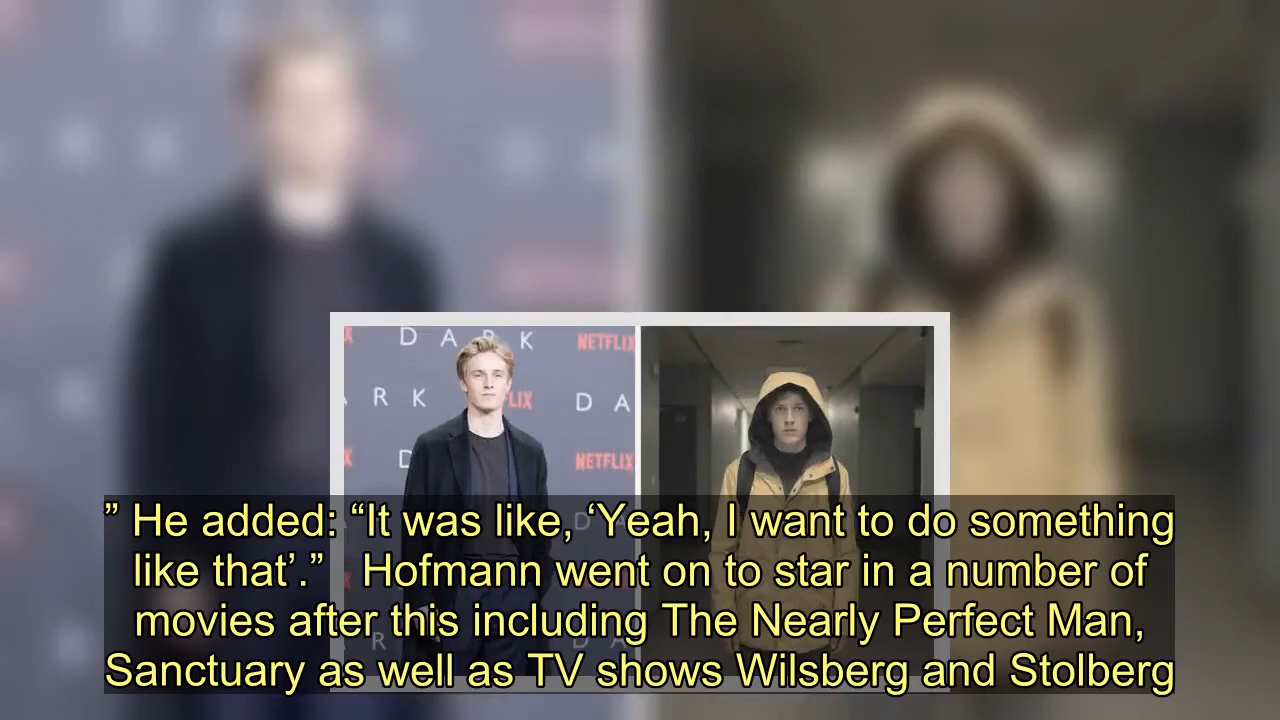 DARK
NETFLIX
ARK
FLIX
DA
NETFLIX
” He added: “It was like, ‘Yeah, I want to do something
like that’.” Hofmann went on to star in a number of
movies after this including The Nearly Perfect Man,
Sanctuary as well as TV shows Wilsberg and Stolberg